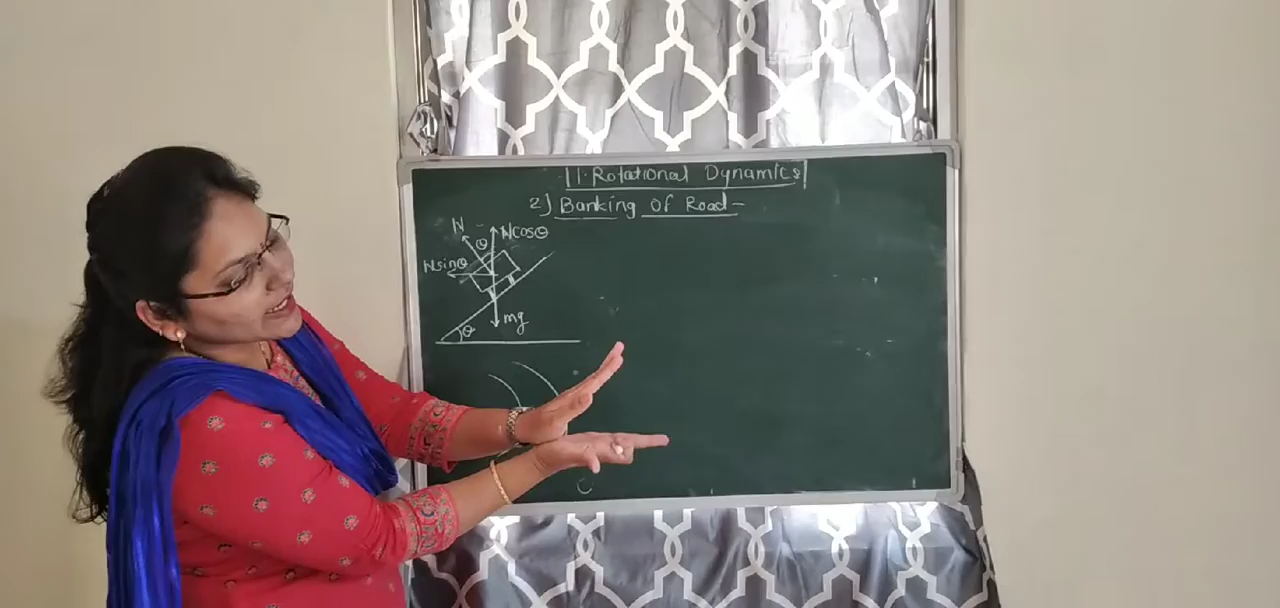 1. Rotational Dynamics
2) Banking Of Road-
N
θ
Ncosθ
Nsinθ
mg
θ
C